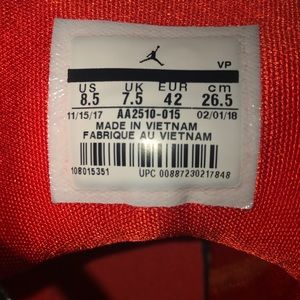 VP
US UK EUR cm
8.5 7.5 42 26.5
11/15/17 AA2510-015 02/01/18
MADE IN VIETNAM
FABRIQUE AU VIETNAM
108015351 UPC 00887230217848